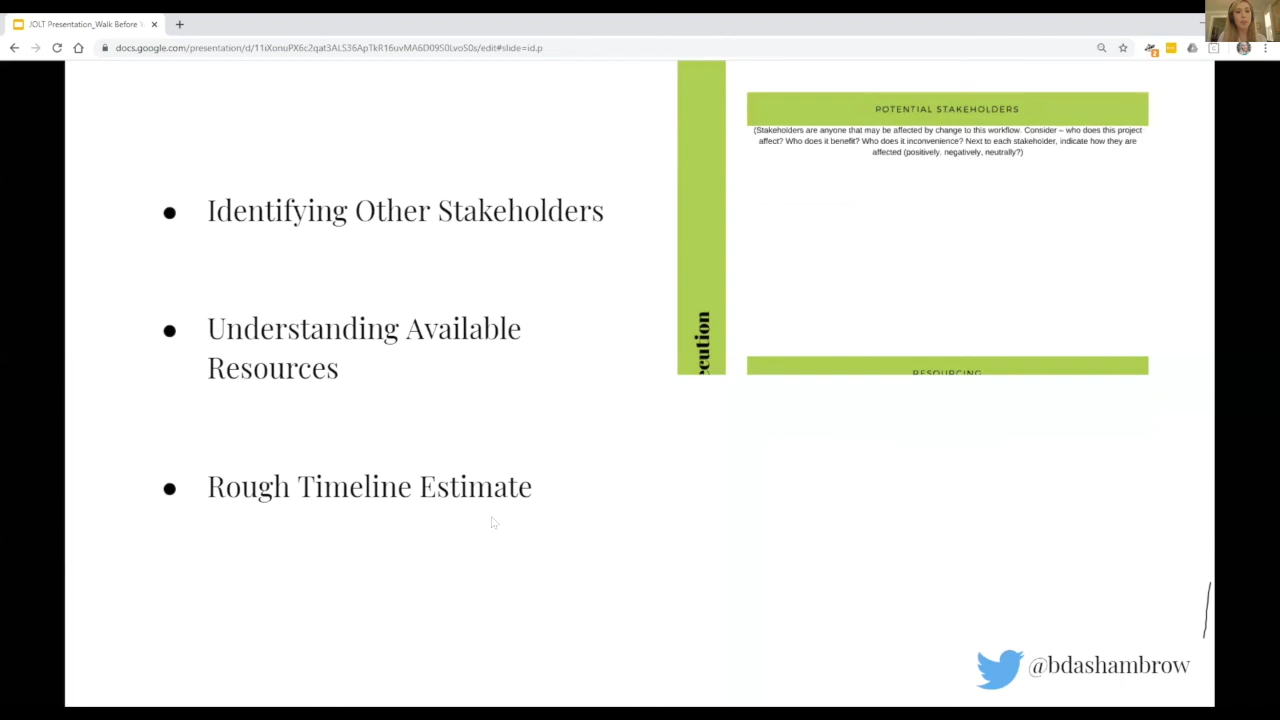 JOLT Presentation_Walk Before
docs.google.com/presentation/d/11iXonuPX6c2qat3ALS36ApTkR16uvMA6D09S0LvoS0s/edit#slide=id.p
Identifying Other Stakeholders
Understanding Available
Resources
Rough Timeline Estimate
ecution
POTENTIAL STAKEHOLDERS
(Stakeholders are anyone that may be affected by change to this workflow. Consider – who does this project
affect? Who does it benefit? Who does it inconvenience? Next to each stakeholder, indicate how they are
affected (positively, negatively, neutrally?)
RESOURCING
@bdashambrow